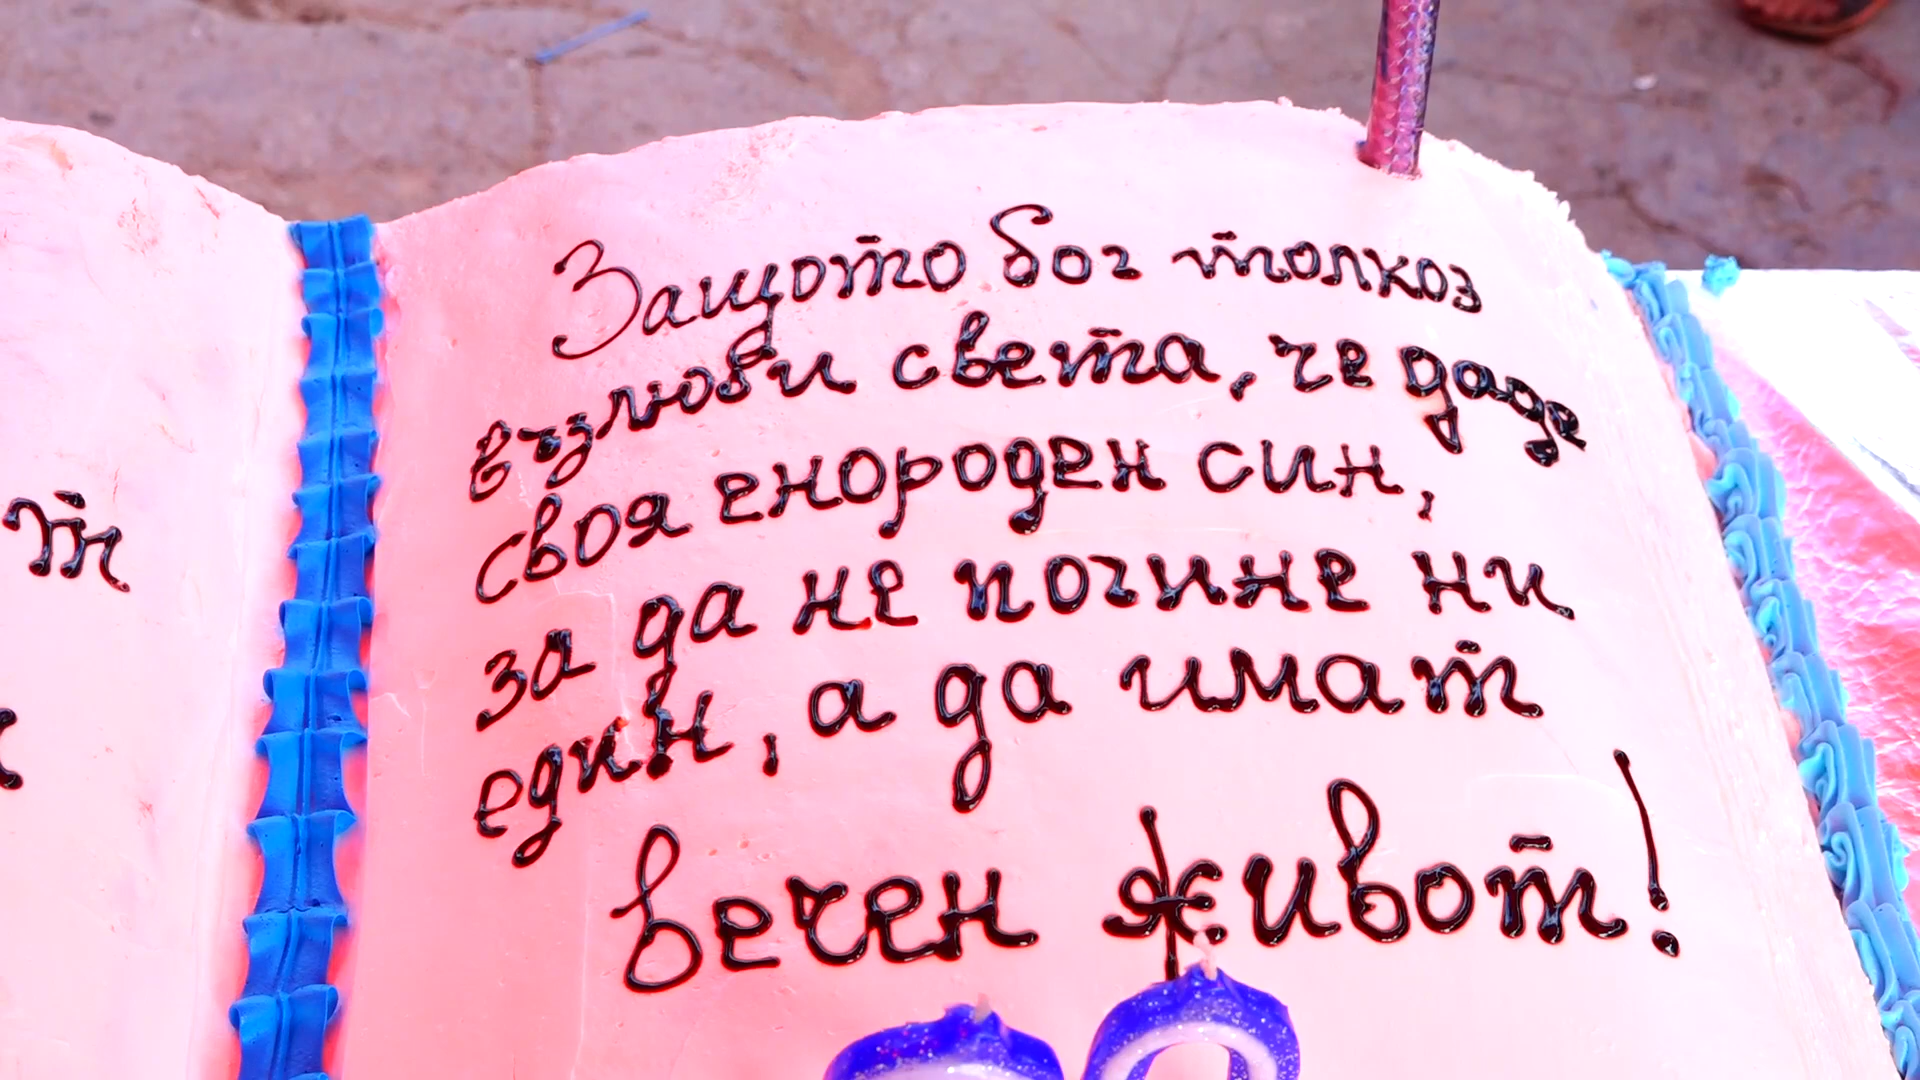 Защото бог толкоз
възлюби света, че даде
своя енороден син,
за да не погине ни
един, а да имат
вечен живот!